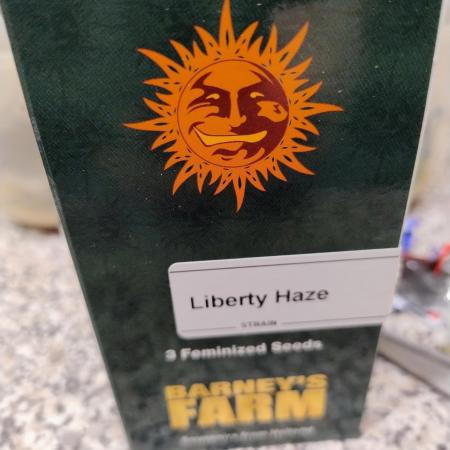 Liberty Haze
STRAIN
3 Feminized Seeds
BARNEY'S
FARM